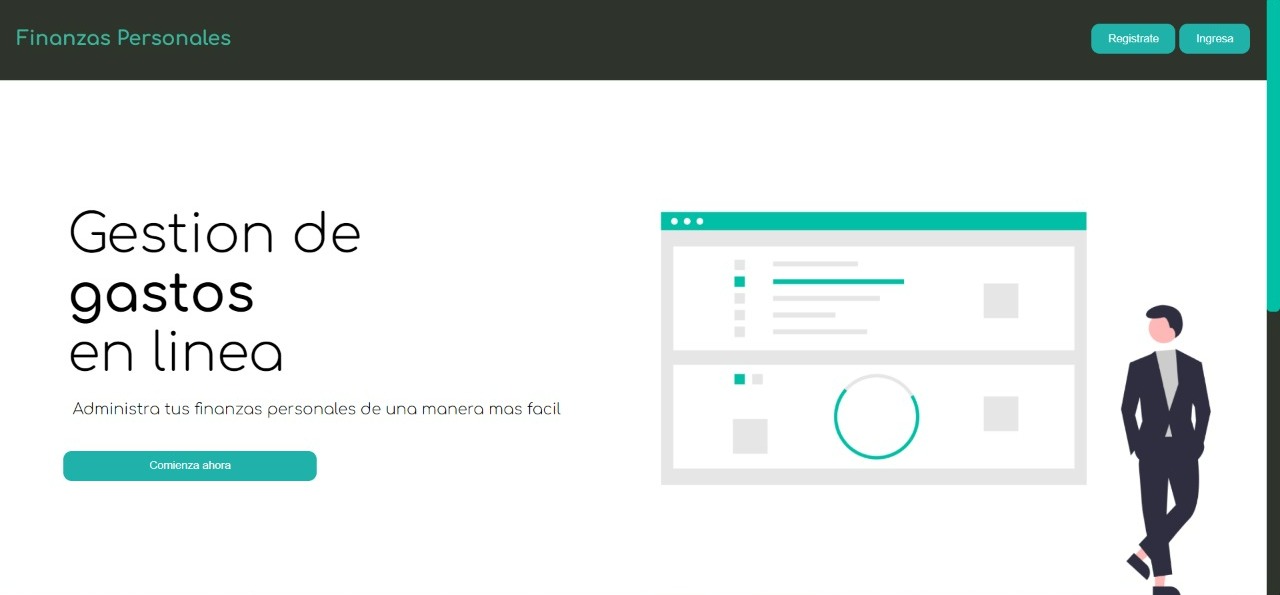 Finanzas Personales
Registrate
Ingresa
Gestion de
gastos
en linea
Administra tus finanzas personales de una manera mas facil
Comienza ahora